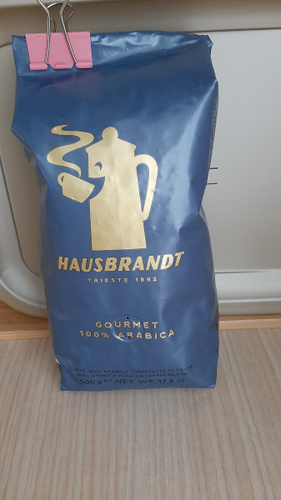 HAUSBRANDT
TRIESTE 1892
GOURMET
100% ARABICA
500 g ℮ NET WT. 17.6 oz